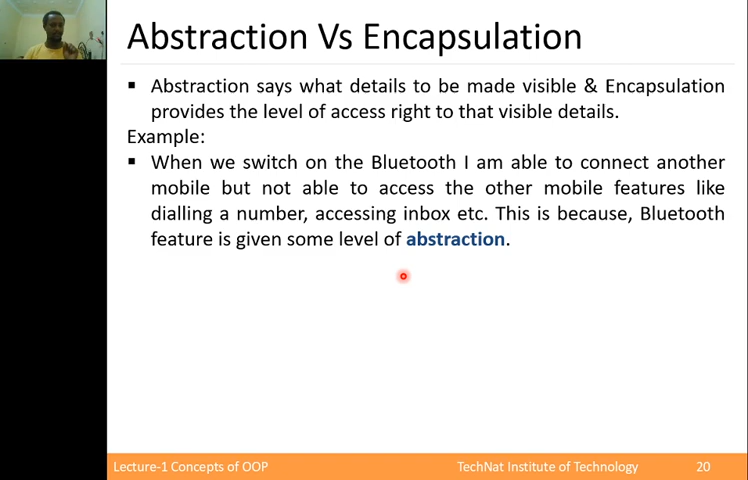 Abstraction Vs Encapsulation
▪ Abstraction says what details to be made visible & Encapsulation
provides the level of access right to that visible details.
Example:
▪ When we switch on the Bluetooth I am able to connect another
mobile but not able to access the other mobile features like
dialling a number, accessing inbox etc. This is because, Bluetooth
feature is given some level of abstraction.
Lecture-1 Concepts of OOP TechNat Institute of Technology 20